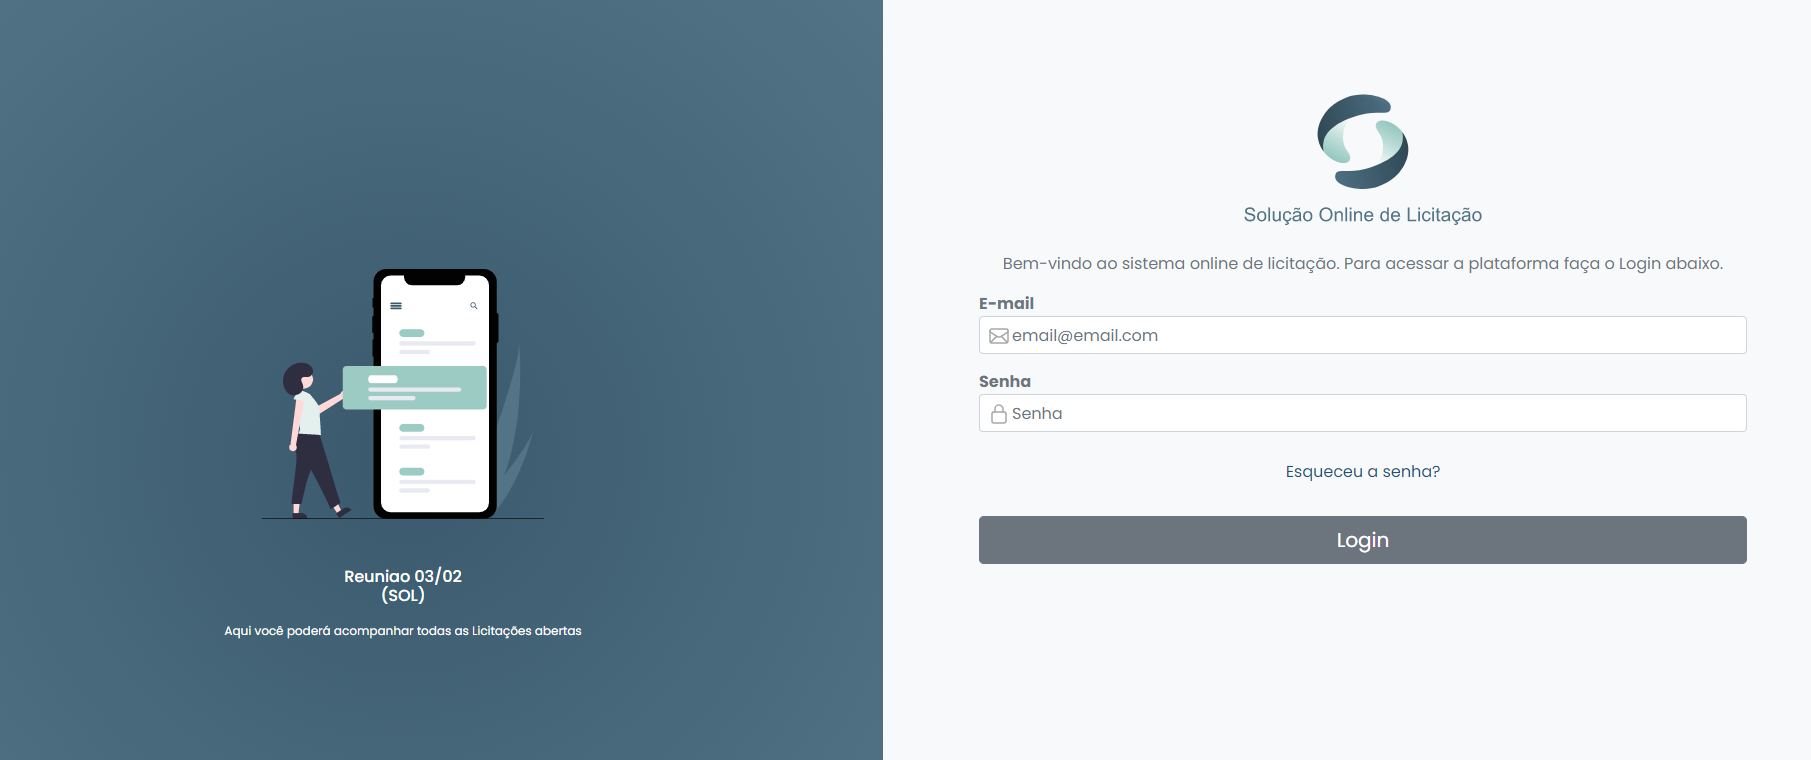 Reuniao 03/02
(SOL)
Aqui você poderá acompanhar todas as Licitações abertas
Solução Online de Licitação
Bem-vindo ao sistema online de licitação. Para acessar a plataforma faça o Login abaixo.
E-mail
email@email.com
Senha
Senha
Esqueceu a senha?
Login